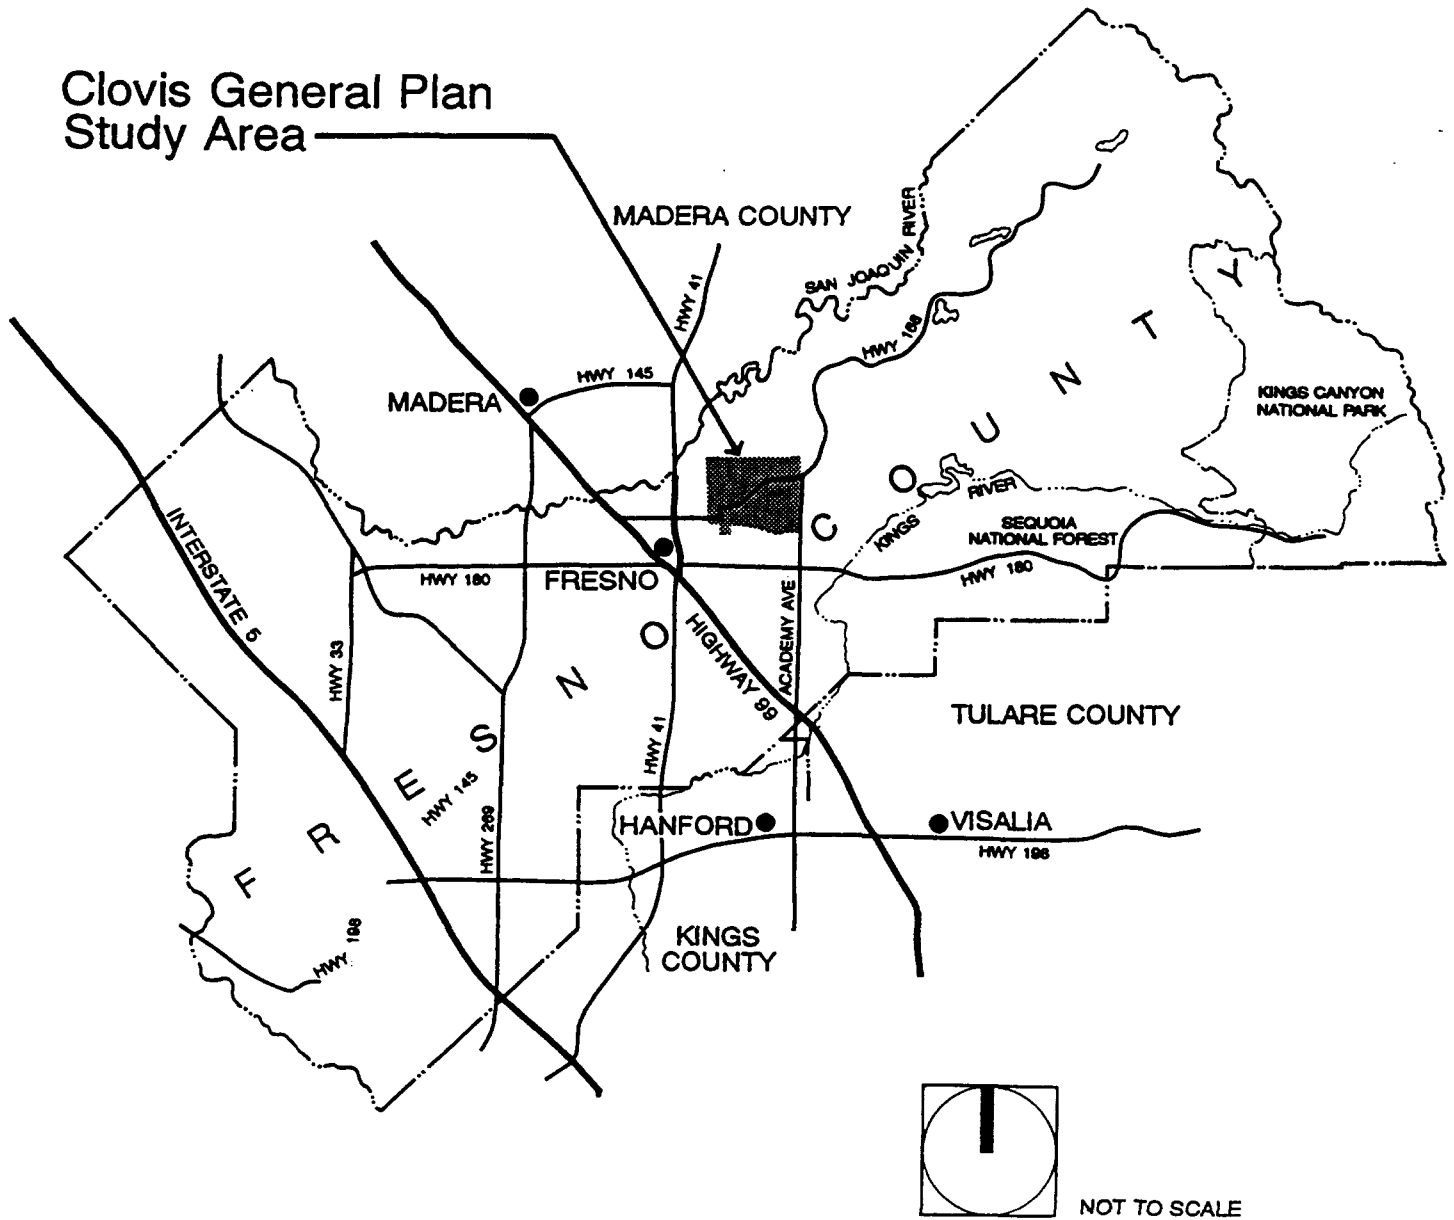 Clovis General Plan
Study Area
MADERA COUNTY
SAN JOAQUIN RIVER
HWY 41
HWY 168
HWY 145
MADERA
KINGS CANYON
NATIONAL PARK
FRESNO COUNTY
KINGS RIVER
SEQUOIA
NATIONAL FOREST
INTERSTATE 5
HWY 180
FRESNO
HWY 180
ACADEMY AVE
HWY 33
HIGHWAY 99
TULARE COUNTY
HWY 41
HWY 145
HWY 269
HANFORD
VISALIA
HWY 198
HWY 198
KINGS
COUNTY
NOT TO SCALE